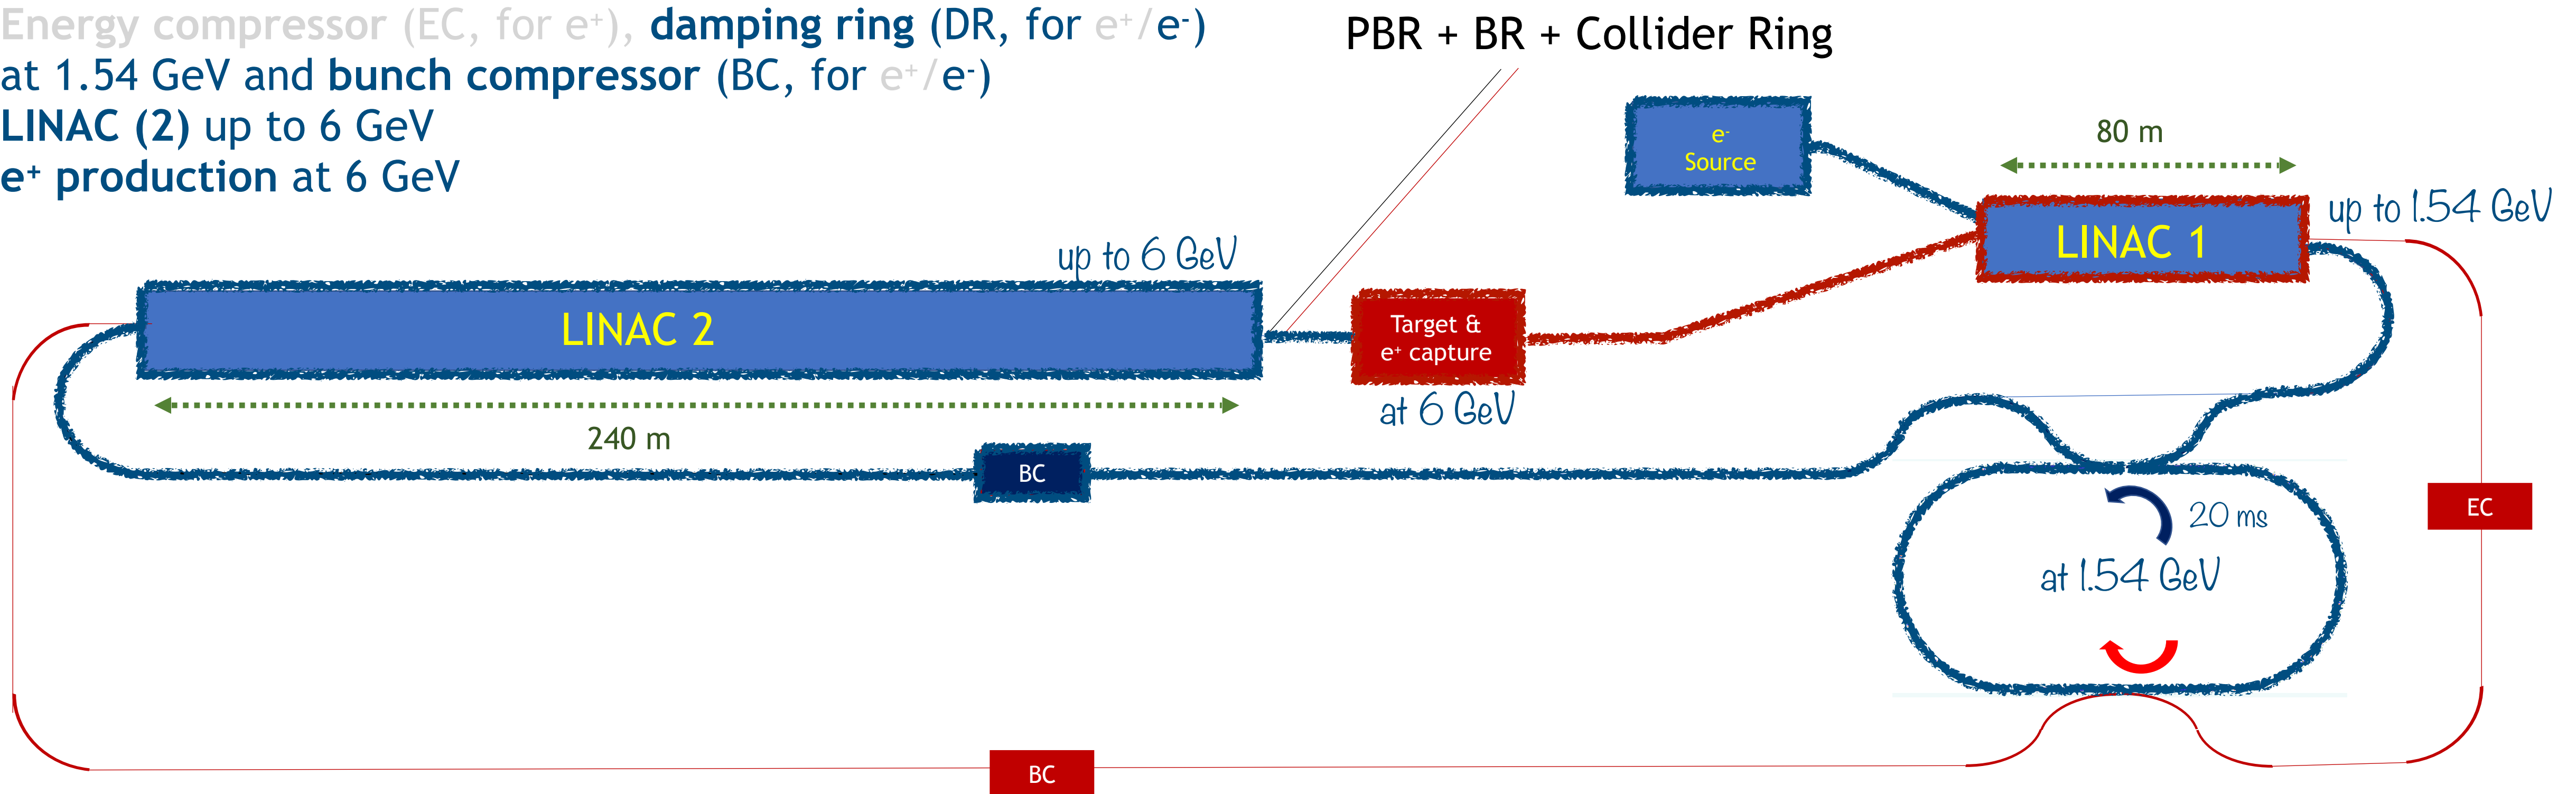 Energy compressor (EC, for e⁺), damping ring (DR, for e⁺/e⁻)
at 1.54 GeV and bunch compressor (BC, for e⁺/e⁻)
LINAC (2) up to 6 GeV
e⁺ production at 6 GeV
PBR + BR + Collider Ring
e⁻
Source
80 m
LINAC 1
up to 1.54 GeV
up to 6 GeV
LINAC 2
Target &
e⁺ capture
at 6 GeV
240 m
BC
20 ms
at 1.54 GeV
EC
BC